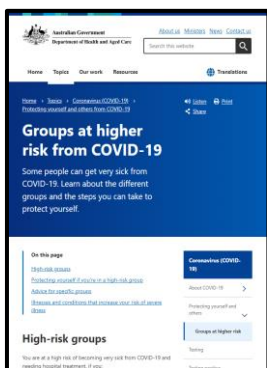 Australian Government
Department of Health and Aged Care
About us Ministers News Contact us
Search this website
Home Topics Our work Resources
Translations
Home > Topics > Coronavirus (COVID-19) >
Protecting yourself and others from COVID-19
Listen Print
Share
Groups at higher
risk from COVID-19
Some people can get very sick from
COVID-19. Learn about the different
groups and the steps you can take to
protect yourself.
On this page
High-risk groups
Protecting yourself if you're in a high-risk group
Advice for specific groups
Illnesses and conditions that increase your risk of severe
disease
Coronavirus (COVID-
19)
About COVID-19
Protecting yourself and
others
Groups at higher risk
Testing
High-risk groups
You are at a high risk of becoming very sick from COVID-19 and
needing hospital treatment, if you: